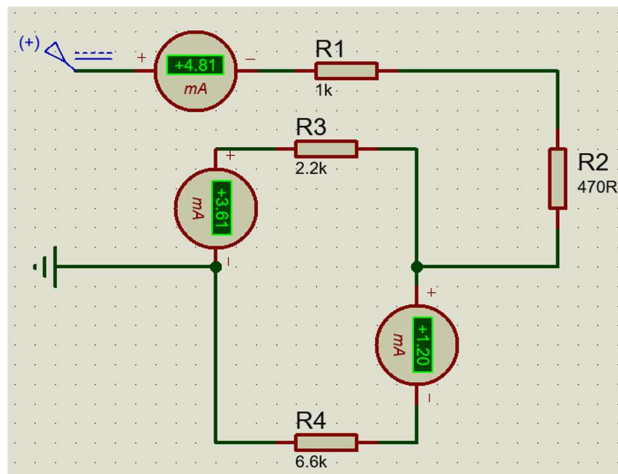 (+)
+ +4.81 −
mA
R1
1k
R3
2.2k
R2
470R
+
+3.61
mA
−
+
+1.20
mA
−
R4
6.6k